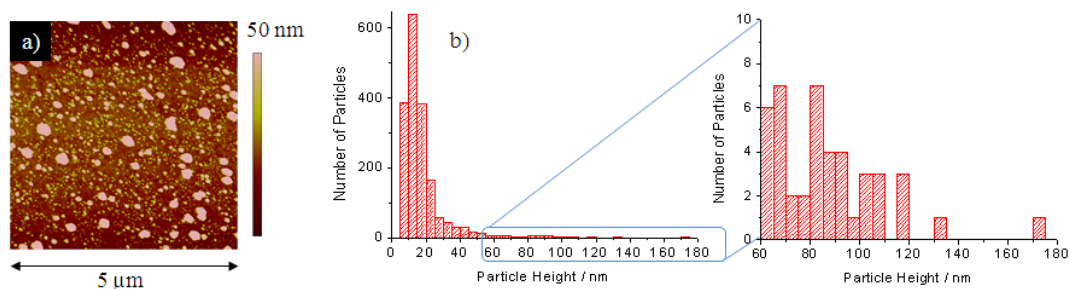 a)
50 nm
5 µm
b)
Number of Particles
600
400
200
0
0 20 40 60 80 100 120 140 160 180
Particle Height / nm
Number of Particles
10
8
6
4
2
0
60 80 100 120 140 160 180
Particle Height / nm